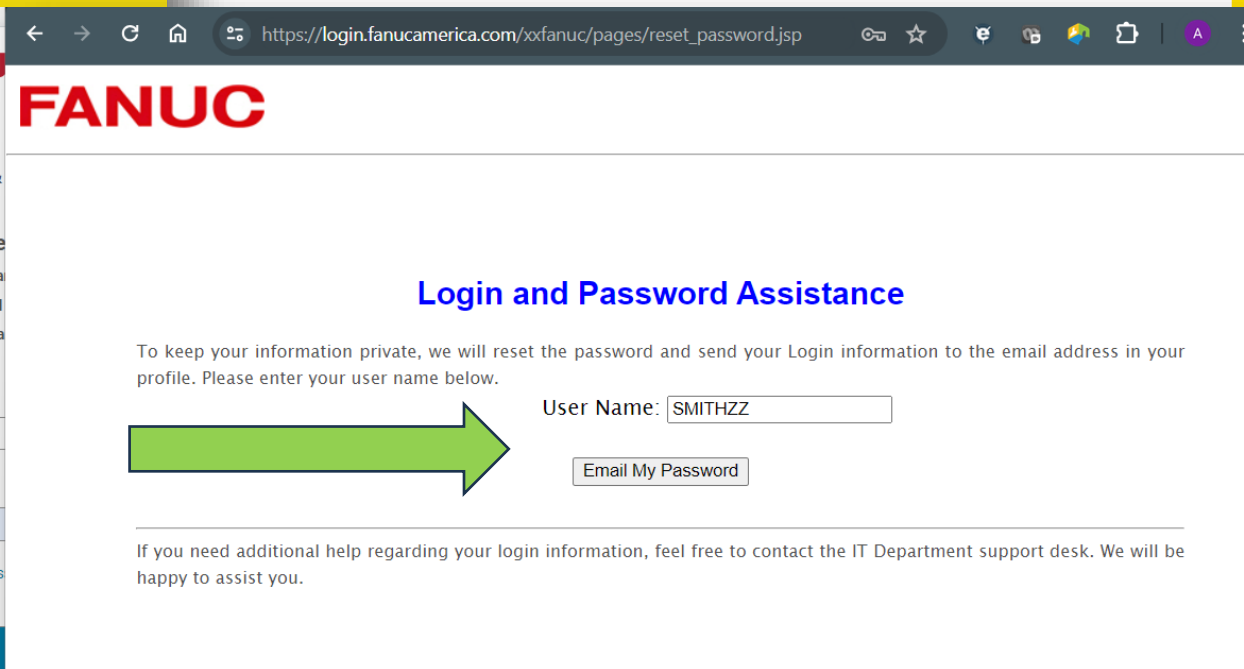 https://login.fanucamerica.com/xxfanuc/pages/reset_password.jsp
A
FANUC
Login and Password Assistance
To keep your information private, we will reset the password and send your Login information to the email address in your
profile. Please enter your user name below.
User Name: SMITHZZ
Email My Password
If you need additional help regarding your login information, feel free to contact the IT Department support desk. We will be
happy to assist you.